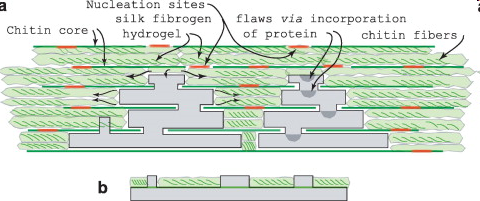 a
Nucleation sites
silk fibrogen flaws via incorporation
Chitin core hydrogel of protein chitin fibers
b